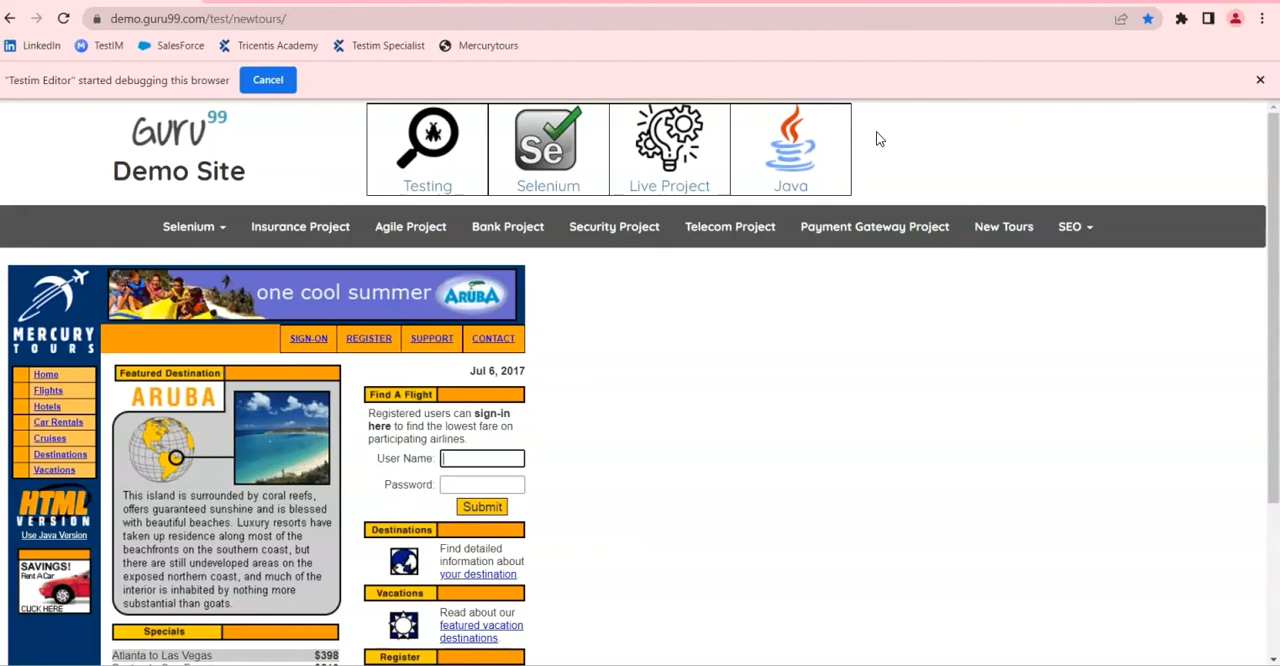 demo.guru99.com/test/newtours/
LinkedIn TestIM SalesForce Tricentis Academy Testim Specialist Mercurytours
"Testim Editor" started debugging this browser Cancel
Guru99
Demo Site
Testing Selenium Live Project Java
Se
Selenium Insurance Project Agile Project Bank Project Security Project Telecom Project Payment Gateway Project New Tours SEO
one cool summer ARUBA
MERCURY
TOURS
SIGN-ON REGISTER SUPPORT CONTACT
Home
Flights
Hotels
Car Rentals
Cruises
Destinations
Vacations
HTML
VERSION
Use Java Version
SAVINGS!
Rent A Car
CLICK HERE
Featured Destination
ARUBA
This island is surrounded by coral reefs,
offers guaranteed sunshine and is blessed
with beautiful beaches. Luxury resorts have
taken up residence along most of the
beachfronts on the southern coast, but
there are still undeveloped areas on the
exposed northern coast, and much of the
interior is inhabited by nothing more
substantial than goats.
Specials
Atlanta to Las Vegas $398
Jul 6, 2017
Find A Flight
Registered users can sign-in
here to find the lowest fare on
participating airlines.
User Name:
Password:
Submit
Destinations
Find detailed
information about
your destination.
Vacations
Read about our
featured vacation
destinations.
Register